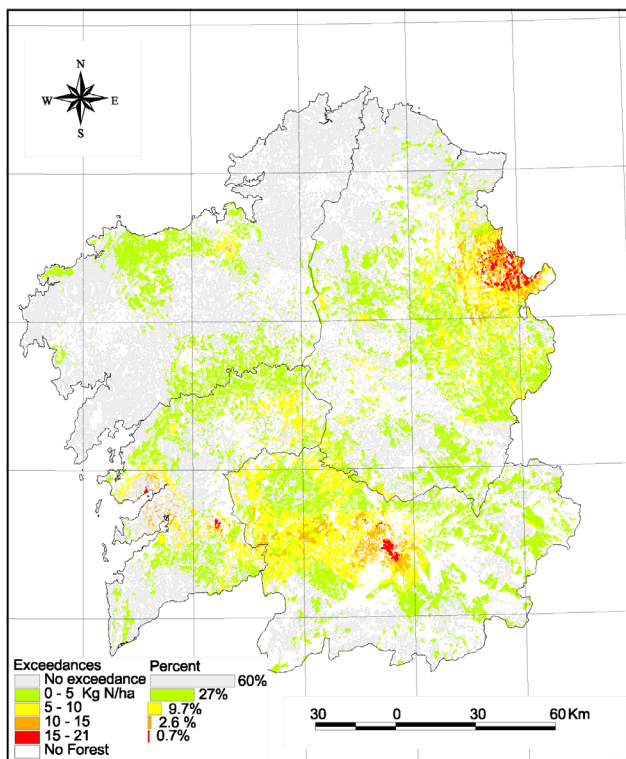 N
W E
S
Exceedances Percent
No exceedance 60%
0 - 5 Kg N/ha 27%
5 - 10 9.7%
10 - 15 2.6 %
15 - 21 0.7%
No Forest
30 0 30 60 Km